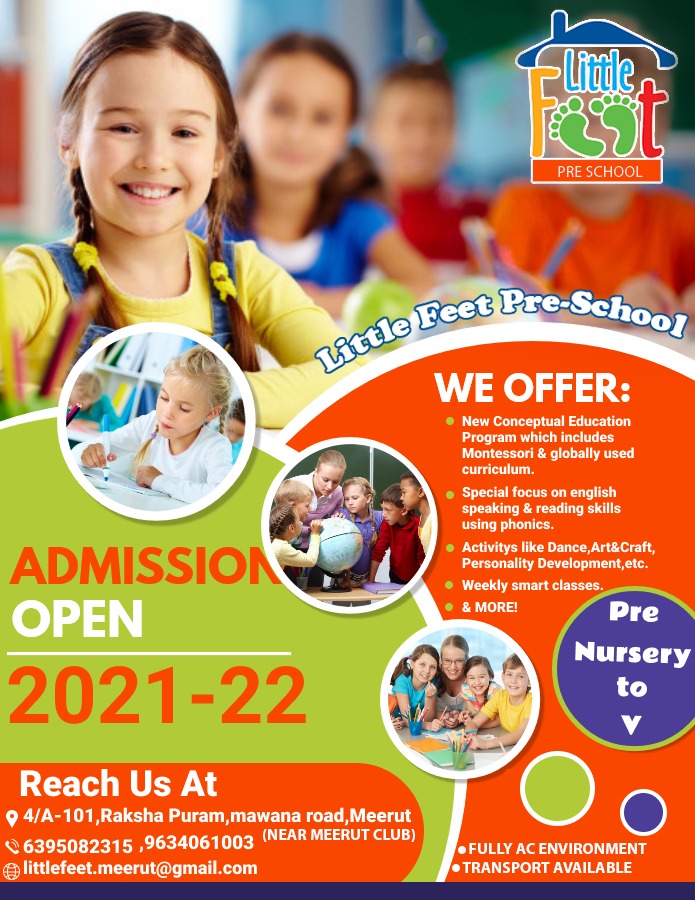 Little
Feet
PRE SCHOOL
Little Feet Pre-School
WE OFFER:
New Conceptual Education
Program which includes
Montessori & globally used
curriculum.
Special focus on english
speaking & reading skills
using phonics.
Activitys like Dance,Art&Craft,
Personality Development,etc.
Weekly smart classes.
& MORE!
Pre
Nursery
to
V
ADMISSION
OPEN
2021-22
Reach Us At
4/A-101,Raksha Puram,mawana road,Meerut
(NEAR MEERUT CLUB)
6395082315 ,9634061003
littlefeet.meerut@gmail.com
FULLY AC ENVIRONMENT
TRANSPORT AVAILABLE